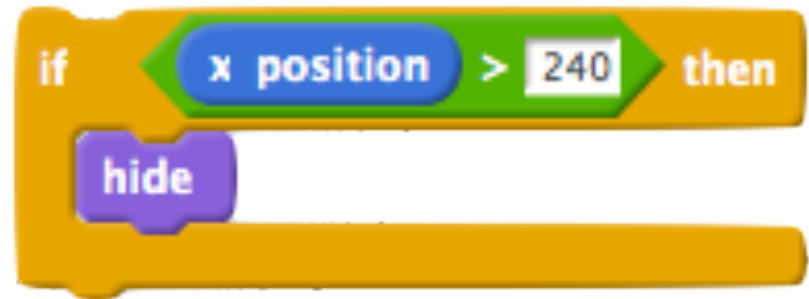 if x position > 240 then
hide